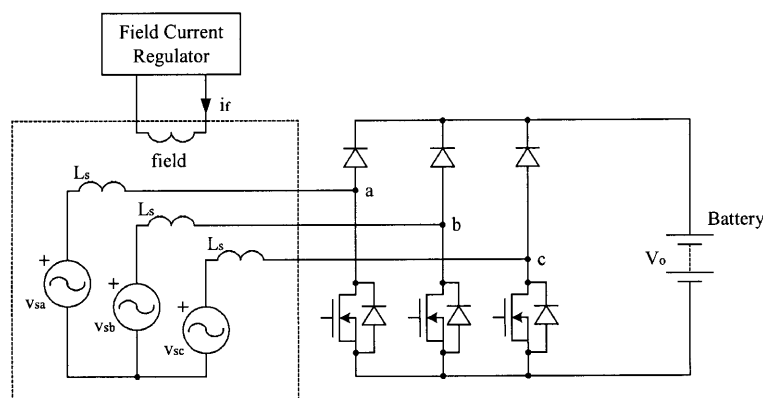 Field Current
Regulator
if
field
Ls
a
Ls
b
Battery
Ls
c
Vo
+
+
+
vsa
vsb
vsc